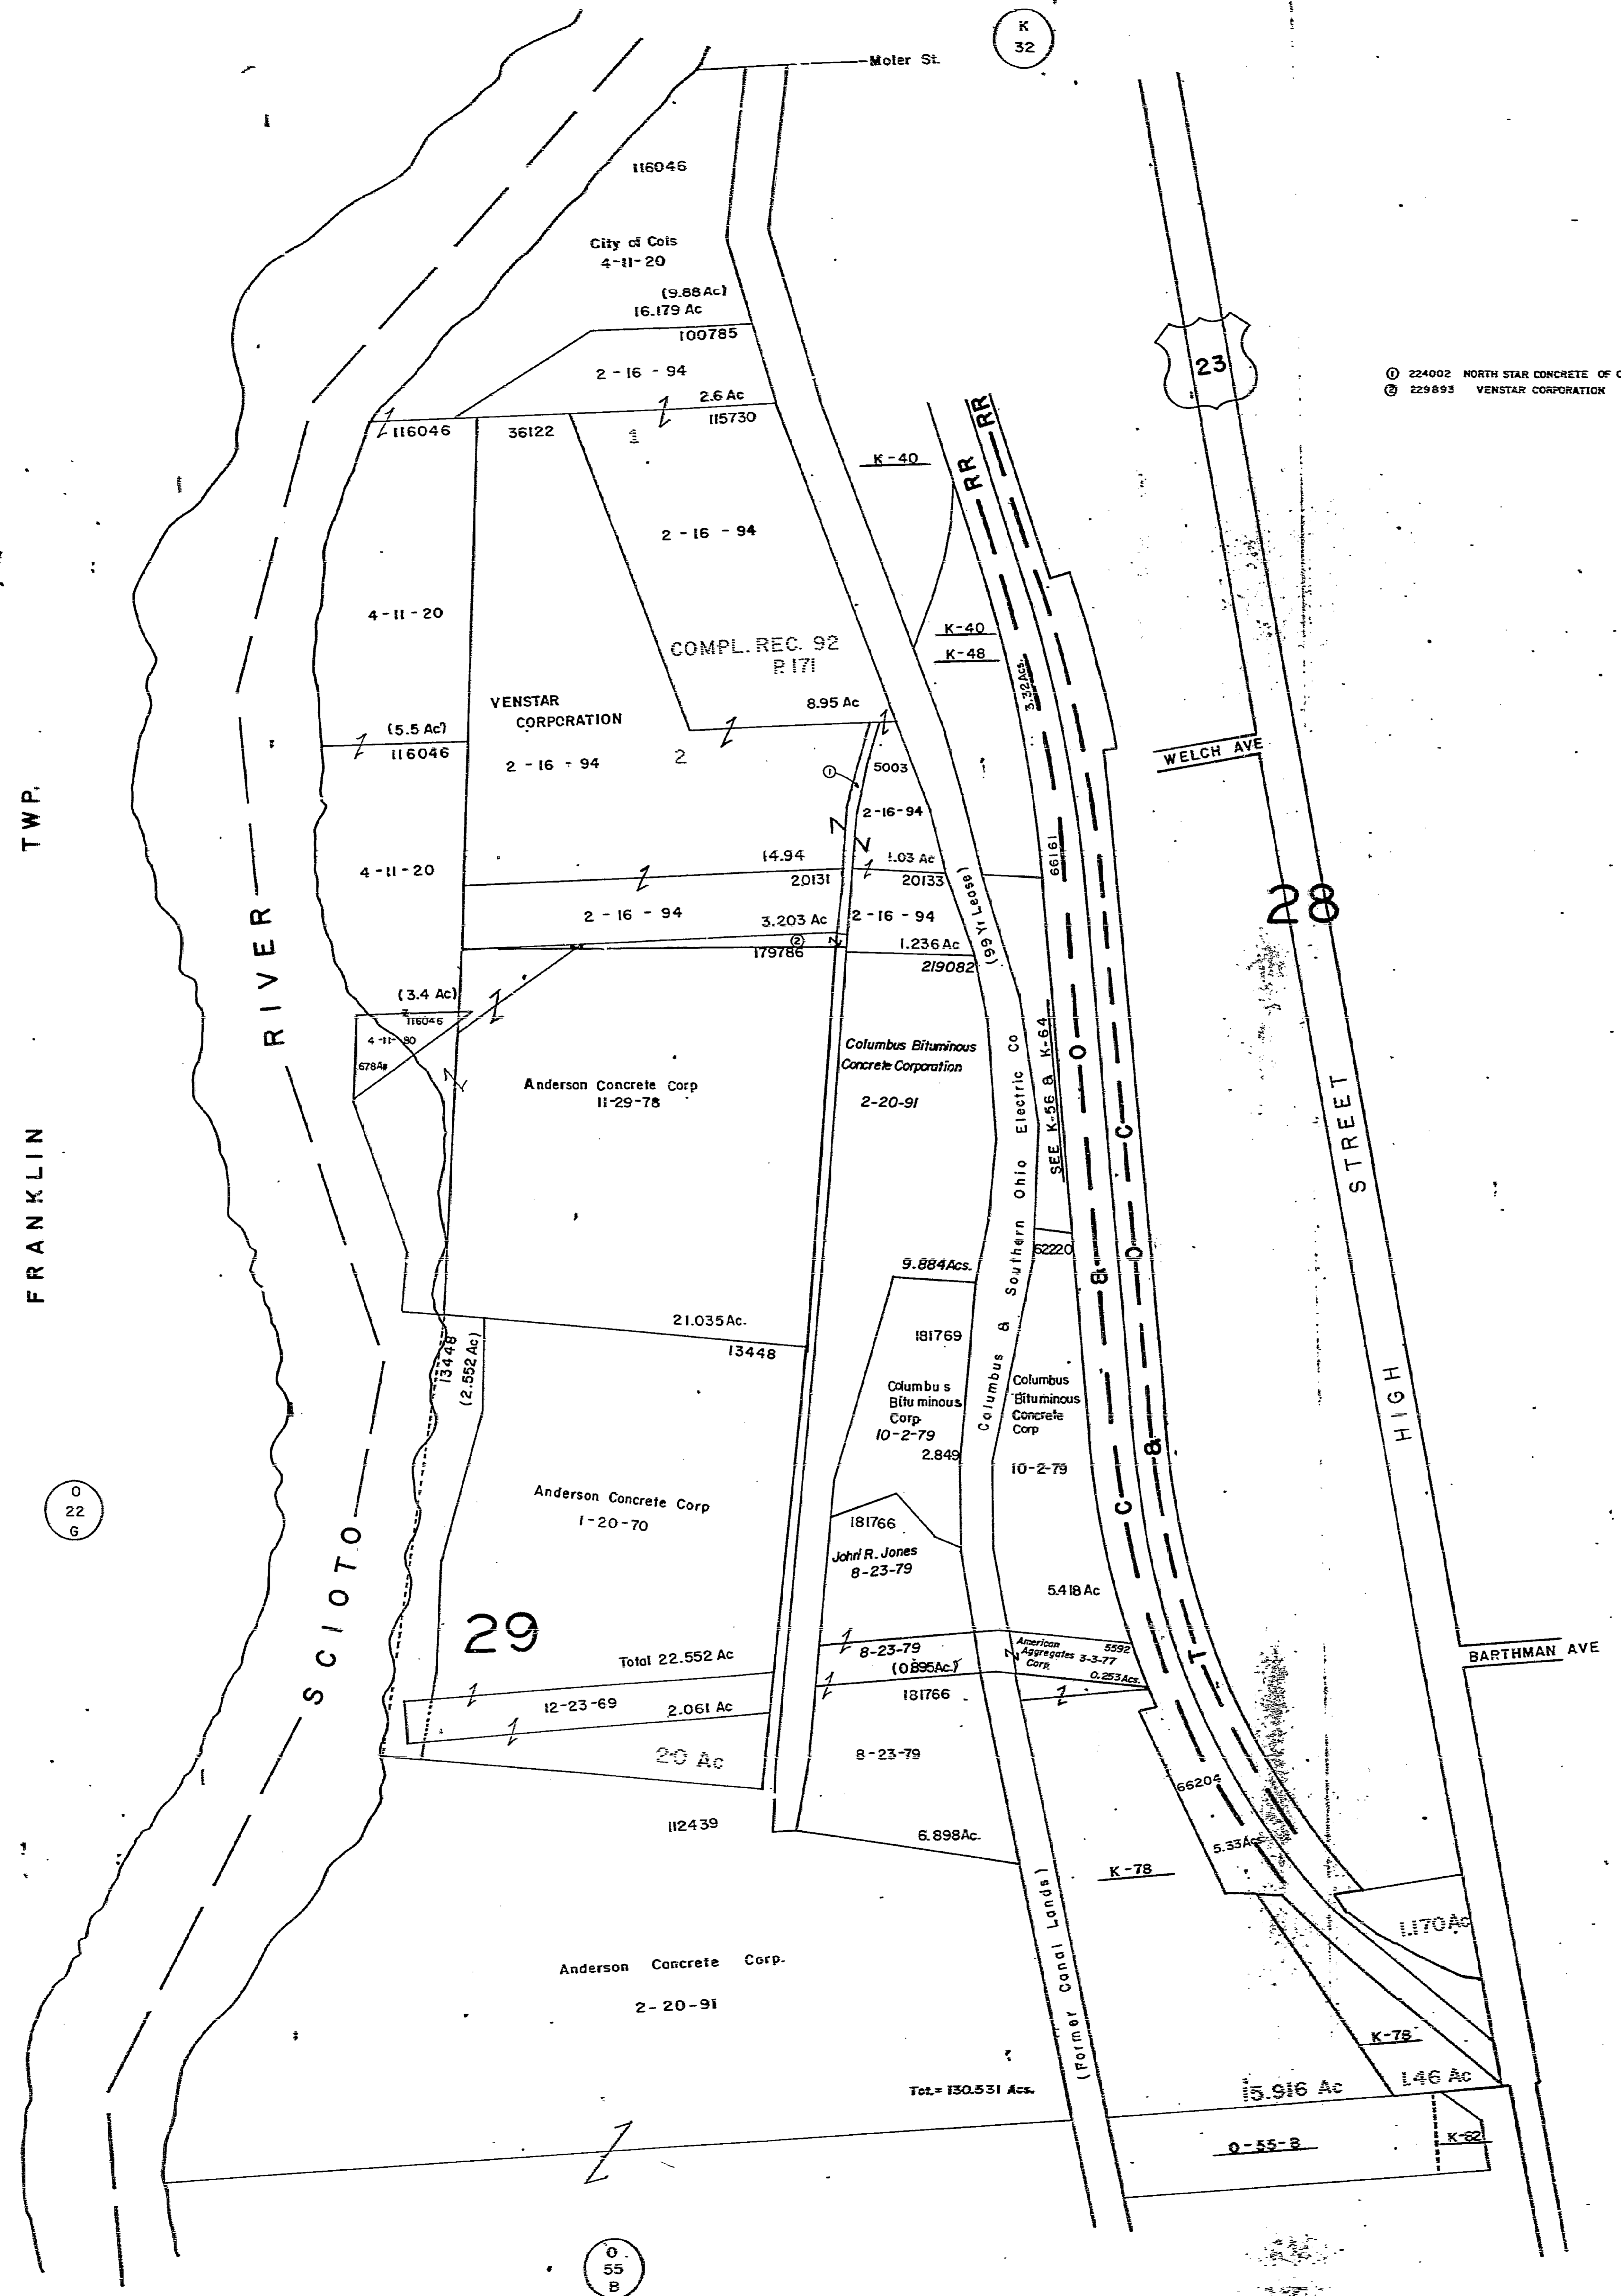 K
32
Moler St.
116046
City of Cols
4-11-20
(9.88 Ac)
16.179 Ac
100785
2-16-94
2.6 Ac
116046
36122
1
115730
23
① 224002 NORTH STAR CONCRETE OF
② 229893 VENSTAR CORPORATION
RR
RR
K-40
2-16-94
4-11-20
COMPL. REC. 92
P. 171
K-40
K-48
3.32 Acs.
VENSTAR
CORPORATION
8.95 Ac
(5.5 Ac)
116046
2-16-94
2
①
5003
WELCH AVE
TWP.
2-16-94
14.94
1.03 Ac
4-11-20
20131
20133
66161
(99 Yr Lease)
28
RIVER
2-16-94
3.203 Ac
2-16-94
②
179786
1.236 Ac
219082
(3.4 Ac)
116046
4-11-80
Anderson Concrete Corp
11-29-78
Columbus Bituminous
Concrete Corporation
2-20-91
SEE K-56 & K-64
Columbus & Southern Ohio Electric Co
C & O
C & O
T
HIGH STREET
FRANKLIN
62220
9.884 Acs.
21.035 Ac.
13448
13448
(2.552 Ac)
181769
Columbus
Bituminous
Corp
10-2-79
2.849
Columbus
Bituminous
Concrete
Corp
10-2-79
O
22
G
Anderson Concrete Corp
1-20-70
181766
John R. Jones
8-23-79
SCIOTO
5.418 Ac
29
Total 22.552 Ac
8-23-79
(0.895 Ac.)
American
Aggregates
Corp.
3-3-77
5592
0.253 Acs.
BARTHMAN AVE
12-23-69
2.061 Ac
181766
20 Ac
8-23-79
66204
112439
6.898 Ac.
5.33 Ac
K-78
1.170 Ac
Anderson Concrete Corp.
2-20-91
(Former Canal Lands)
K-78
Tot. = 130.531 Acs.
15.916 Ac
1.46 Ac
O-55-B
K-82
O
55
B